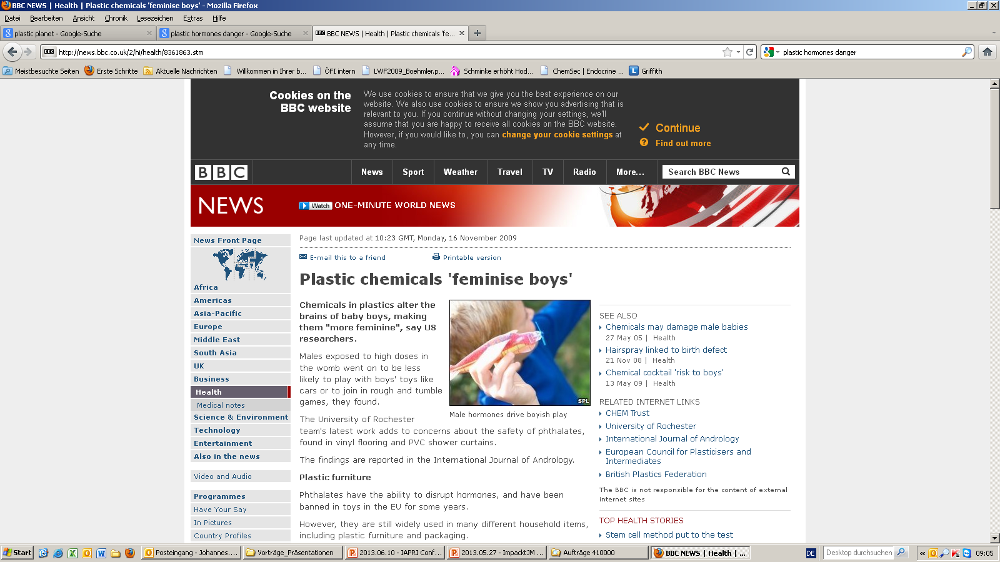 BBC NEWS | Health | Plastic chemicals 'feminise boys' - Mozilla Firefox
Datei Bearbeiten Ansicht Chronik Lesezeichen Extras Hilfe
plastic planet - Google-Suche
plastic hormones danger - Google-Suche
BBC BBC NEWS | Health | Plastic chemicals 'fe...
BBC http://news.bbc.co.uk/2/hi/health/8361863.stm
plastic hormones danger
Meistbesuchte Seiten Erste Schritte Aktuelle Nachrichten Willkommen in Ihrer b... ÖFI intern LWF2009_Boehmler.p... Schminke erhöht Hod... ChemSec | Endocrine ... L Griffith
Cookies on the
BBC website
We use cookies to ensure that we give you the best experience on our
website. We also use cookies to ensure we show you advertising that is
relevant to you. If you continue without changing your settings, we'll
assume that you are happy to receive all cookies on the BBC website.
However, if you would like to, you can change your cookie settings at
any time.
Continue
Find out more
BBC News Sport Weather Travel TV Radio More... Search BBC News
NEWS Watch ONE-MINUTE WORLD NEWS
News Front Page
Africa
Americas
Asia-Pacific
Europe
Middle East
South Asia
UK
Business
Health
Medical notes
Science & Environment
Technology
Entertainment
Also in the news
Video and Audio
Programmes
Have Your Say
In Pictures
Country Profiles
Page last updated at 10:23 GMT, Monday, 16 November 2009
E-mail this to a friend Printable version
Plastic chemicals 'feminise boys'
Chemicals in plastics alter the
brains of baby boys, making
them "more feminine", say US
researchers.
Males exposed to high doses in
the womb went on to be less
likely to play with boys' toys like
cars or to join in rough and tumble
games, they found.
SPL
Male hormones drive boyish play
The University of Rochester
team's latest work adds to concerns about the safety of phthalates,
found in vinyl flooring and PVC shower curtains.
The findings are reported in the International Journal of Andrology.
Plastic furniture
Phthalates have the ability to disrupt hormones, and have been
banned in toys in the EU for some years.
However, they are still widely used in many different household items,
including plastic furniture and packaging.
SEE ALSO
Chemicals may damage male babies
27 May 05 | Health
Hairspray linked to birth defect
21 Nov 08 | Health
Chemical cocktail 'risk to boys'
13 May 09 | Health
RELATED INTERNET LINKS
CHEM Trust
University of Rochester
International Journal of Andrology
European Council for Plasticisers and
Intermediates
British Plastics Federation
The BBC is not responsible for the content of external
internet sites
TOP HEALTH STORIES
Stem cell method put to the test
Start Posteingang - Johannes.... Vorträge_Präsentationen 2013.06.10 - IAPRI Conf... 2013.05.27 - ImpacktJM ... Aufträge 410000 BBC NEWS | Health | ... DE Desktop durchsuchen « 09:05